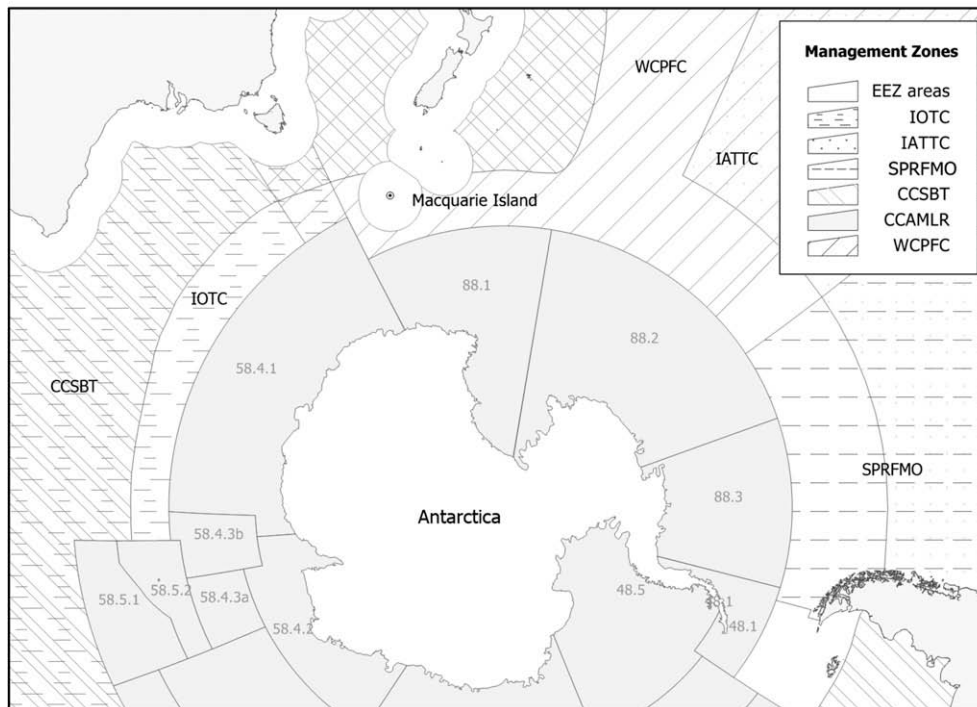 Management Zones
EEZ areas
IOTC
IATTC
SPRFMO
CCSBT
CCAMLR
WCPFC
WCPFC
IATTC
Macquarie Island
88.1
IOTC
88.2
58.4.1
CCSBT
SPRFMO
88.3
Antarctica
58.4.3b
58.5.1
58.5.2
58.4.3a
48.5
48.1
58.4.2